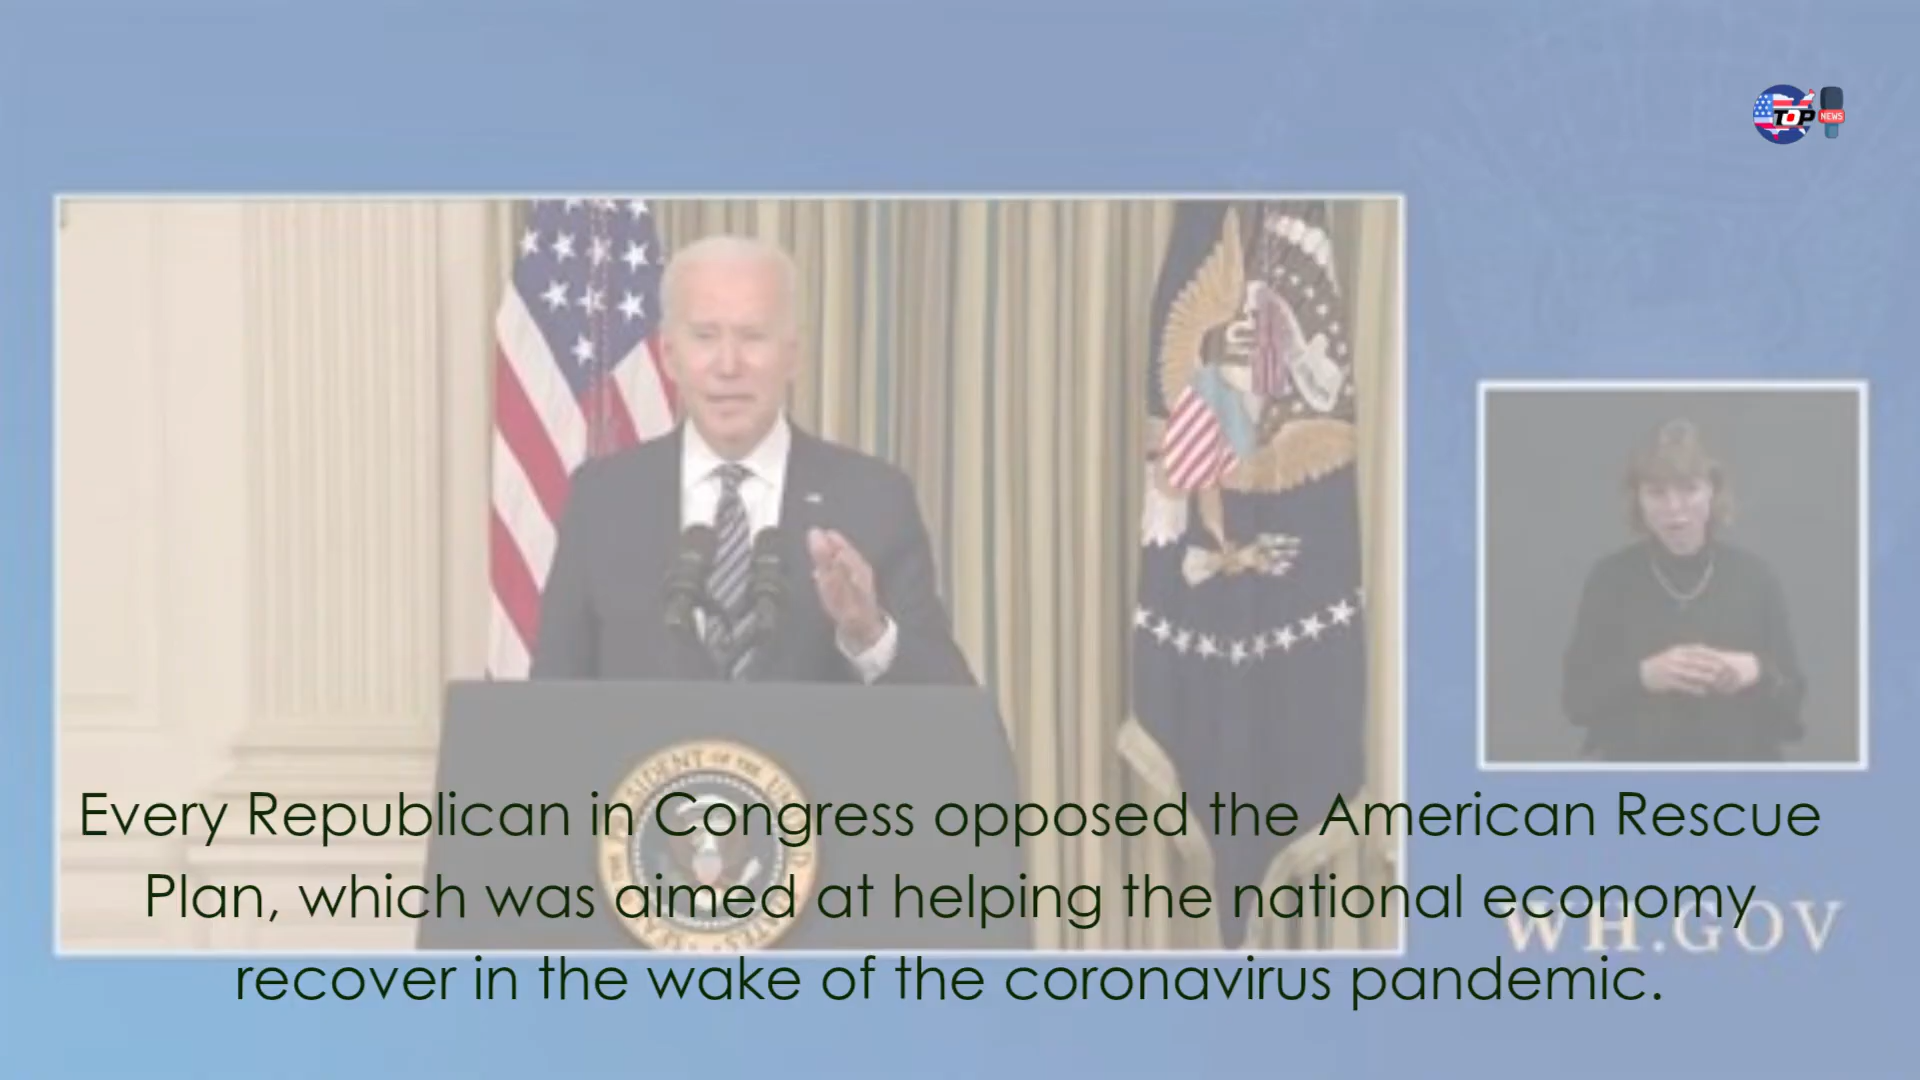 TOP
NEWS
Every Republican in Congress opposed the American Rescue
Plan, which was aimed at helping the national economy
WH.GOV
recover in the wake of the coronavirus pandemic.